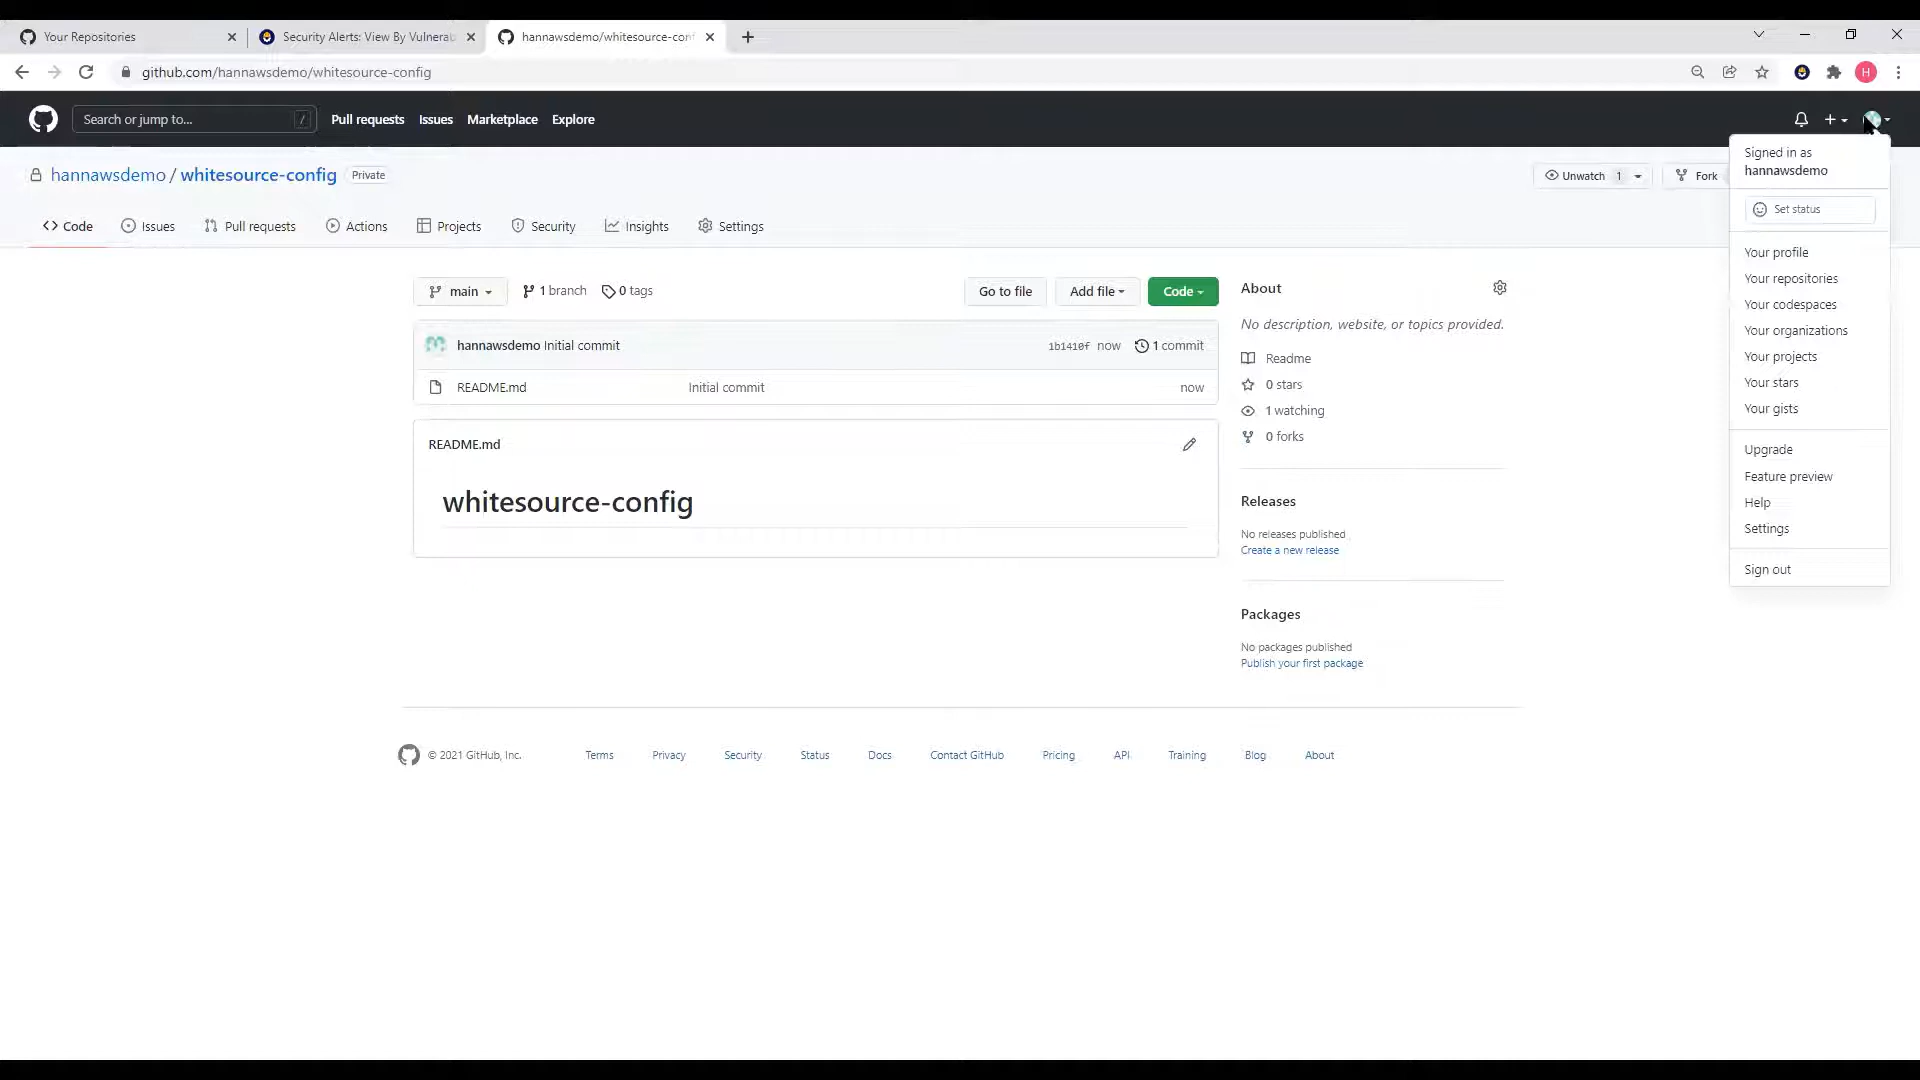 Your Repositories
Security Alerts: View By Vulnerab
hannawsdemo/whitesource-conf
github.com/hannawsdemo/whitesource-config
H
Search or jump to...
/
Pull requests
Issues
Marketplace
Explore
Signed in as
hannawsdemo
Set status
Your profile
Your repositories
Your codespaces
Your organizations
Your projects
Your stars
Your gists
Upgrade
Feature preview
Help
Settings
Sign out
hannawsdemo / whitesource-config
Private
Unwatch 1
Fork
Code
Issues
Pull requests
Actions
Projects
Security
Insights
Settings
main
1 branch
0 tags
Go to file
Add file
Code
hannawsdemo Initial commit
1b1410f now
1 commit
README.md
Initial commit
now
README.md
whitesource-config
About
No description, website, or topics provided.
Readme
0 stars
1 watching
0 forks
Releases
No releases published
Create a new release
Packages
No packages published
Publish your first package
© 2021 GitHub, Inc.
Terms
Privacy
Security
Status
Docs
Contact GitHub
Pricing
API
Training
Blog
About